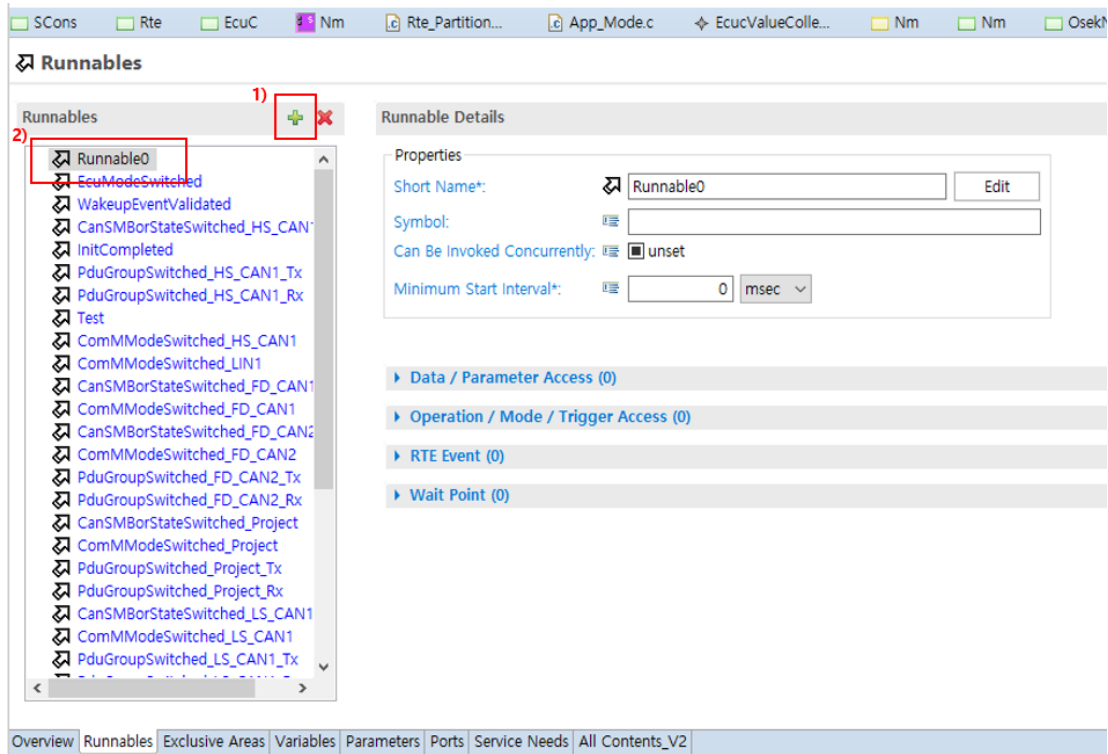 SCons Rte EcuC Nm Rte_Partition... App_Mode.c EcucValueColle... Nm Nm
Runnables
1)
Runnables
Runnable Details
2)
Runnable0
EcuModeSwitched
WakeupEventValidated
CanSMBorStateSwitched_HS_CAN1
InitCompleted
PduGroupSwitched_HS_CAN1_Tx
PduGroupSwitched_HS_CAN1_Rx
Test
ComMModeSwitched_HS_CAN1
ComMModeSwitched_LIN1
CanSMBorStateSwitched_FD_CAN1
ComMModeSwitched_FD_CAN1
CanSMBorStateSwitched_FD_CAN2
ComMModeSwitched_FD_CAN2
PduGroupSwitched_FD_CAN2_Tx
PduGroupSwitched_FD_CAN2_Rx
CanSMBorStateSwitched_Project
ComMModeSwitched_Project
PduGroupSwitched_Project_Tx
PduGroupSwitched_Project_Rx
CanSMBorStateSwitched_LS_CAN1
ComMModeSwitched_LS_CAN1
PduGroupSwitched_LS_CAN1_Tx
Properties
Short Name*: Runnable0 Edit
Symbol:
Can Be Invoked Concurrently: unset
Minimum Start Interval*: 0 msec
Data / Parameter Access (0)
Operation / Mode / Trigger Access (0)
RTE Event (0)
Wait Point (0)
Overview Runnables Exclusive Areas Variables Parameters Ports Service Needs All Contents_V2